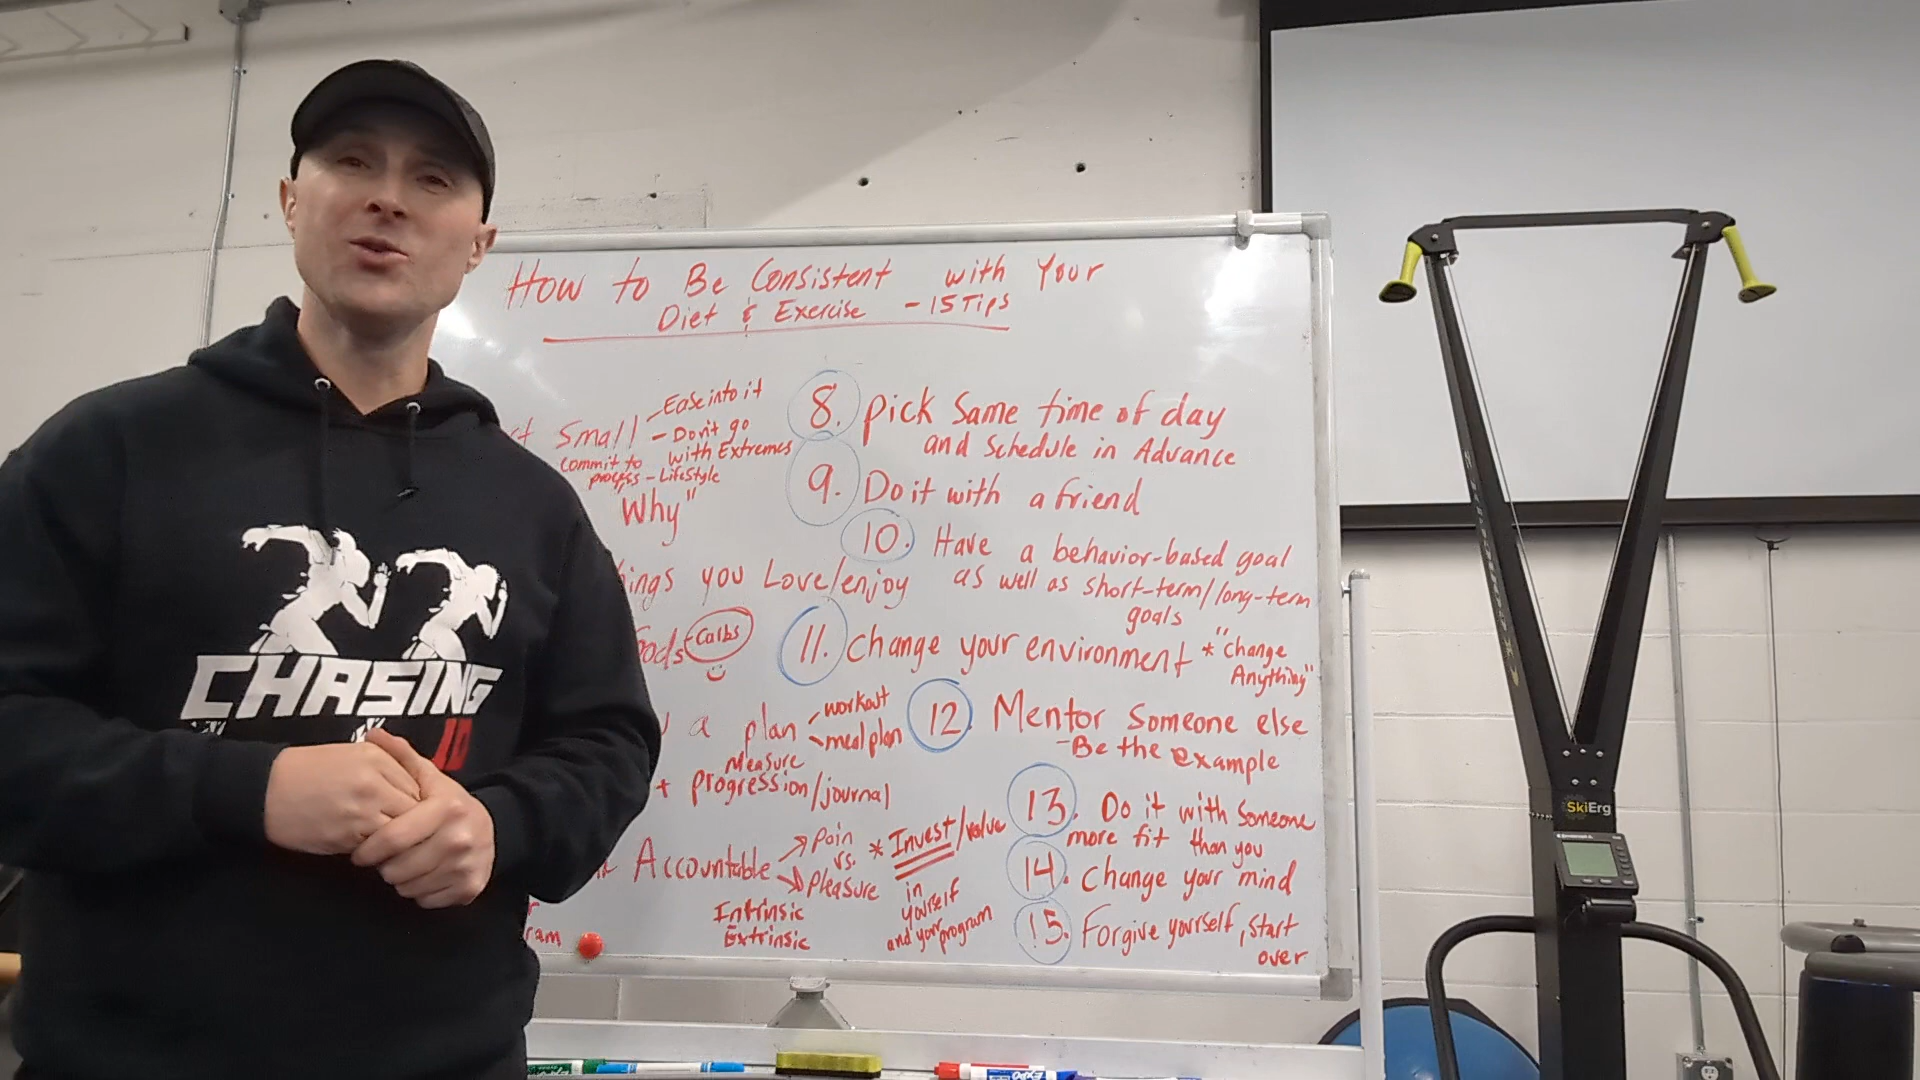 How to Be Consistent with Your
Diet & Exercise - 15 Tips
Small
- Ease into it
- Don't go
with Extremes
Commit to
process - LifeStyle
Why"
things you Love/enjoy
Carbs
a plan
workout
meal plan
Measure
+ Progression/journal
Accountable
Pain
vs.
Pleasure
* Invest/value
in
yourself
and your program
Intrinsic
Extrinsic
8. Pick Same time of day
and Schedule in Advance
9. Do it with a friend
10. Have a behavior-based goal
as well as short-term/long-term
goals
11. Change your environment * "Change
Anything"
12. Mentor Someone else
- Be the example
13. Do it with Someone
more fit than you
14. Change your mind
15. Forgive yourself, start
over
CHASING
SkiErg
EXPO